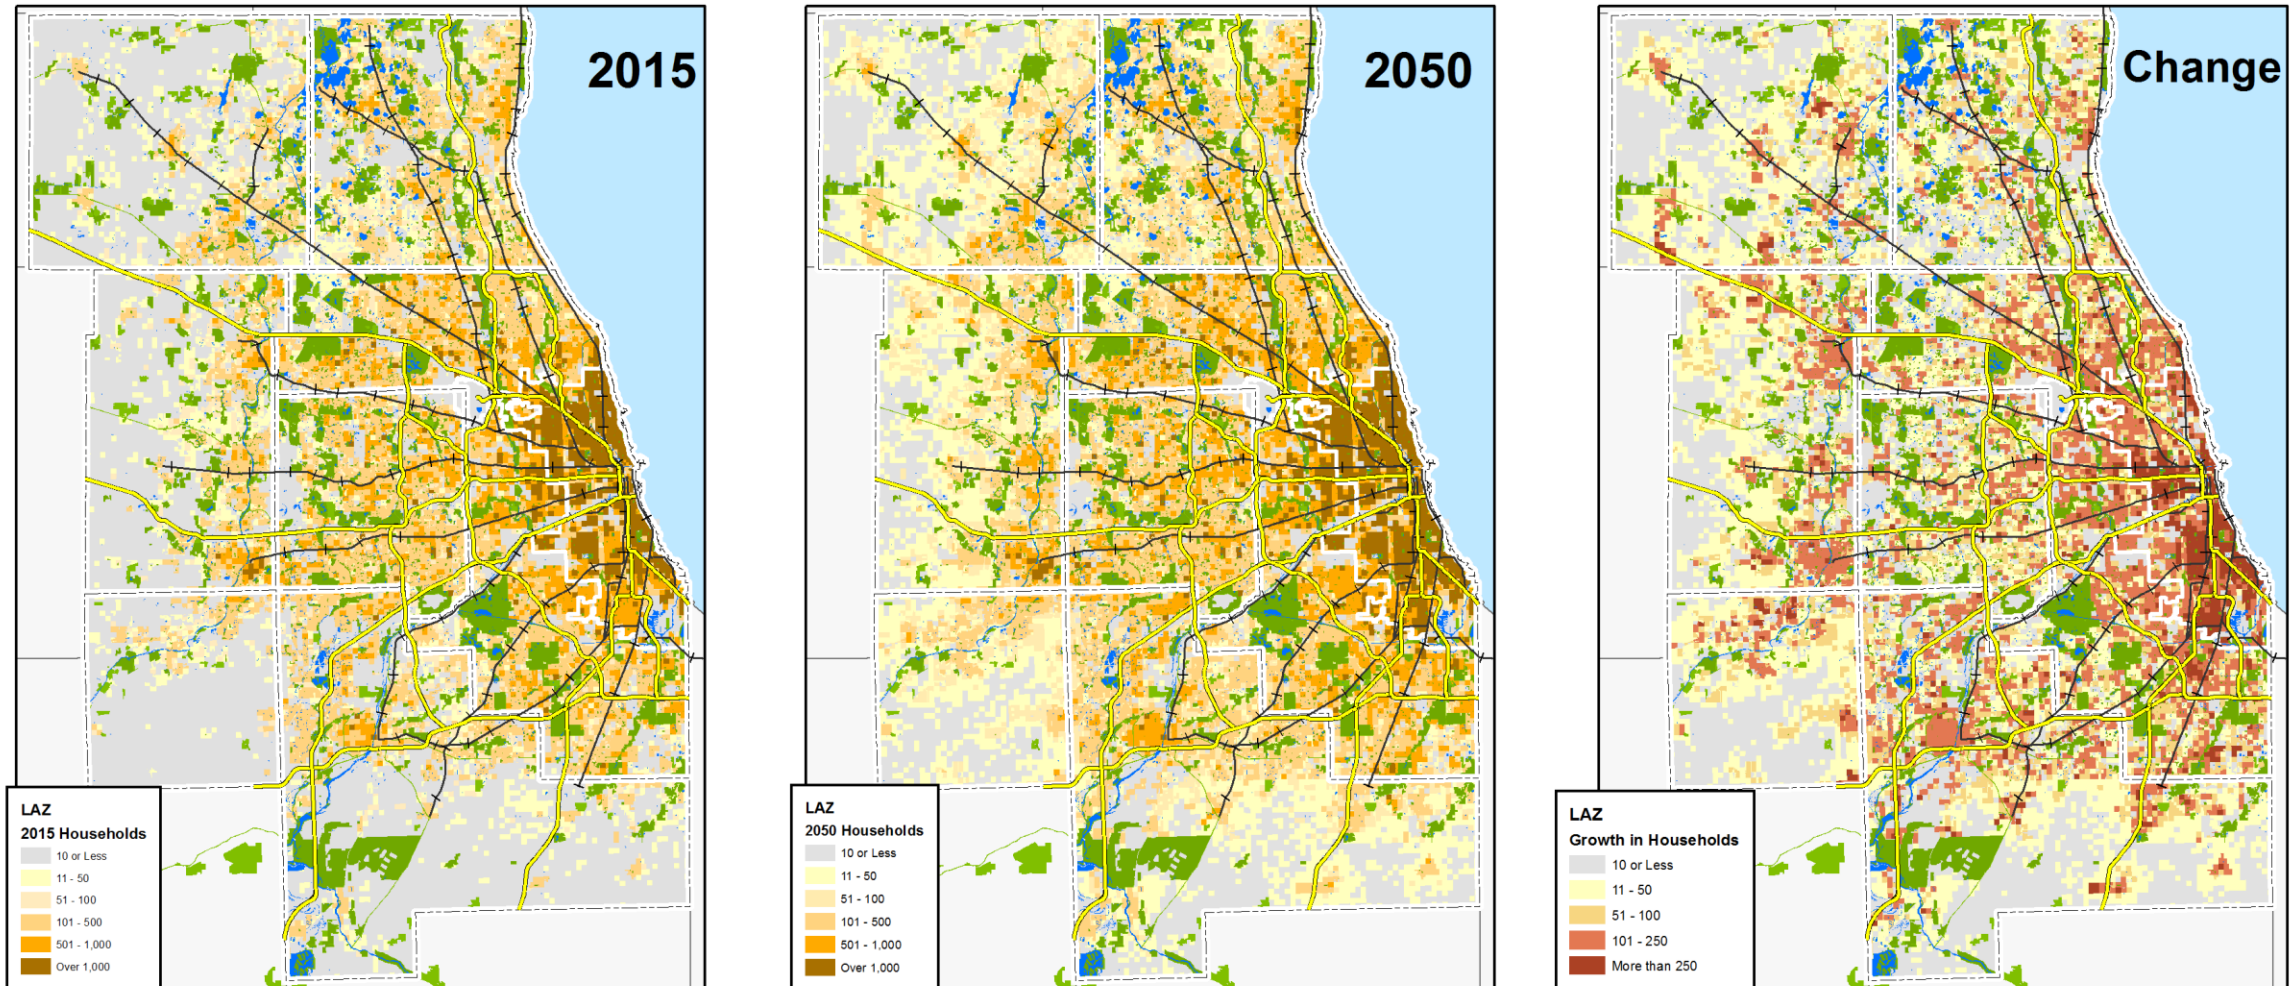 2015
LAZ
2015 Households
10 or Less
11 - 50
51 - 100
101 - 500
501 - 1,000
Over 1,000
2050
LAZ
2050 Households
10 or Less
11 - 50
51 - 100
101 - 500
501 - 1,000
Over 1,000
Change
LAZ
Growth in Households
10 or Less
11 - 50
51 - 100
101 - 250
More than 250